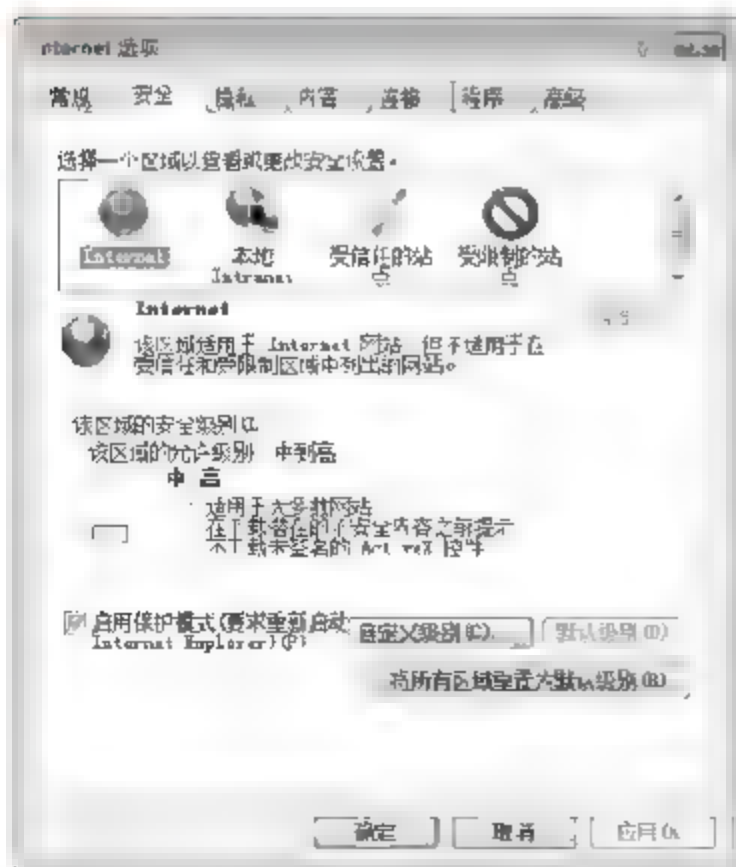 nternet 选项
常规 安全 隐私 内容 连接 程序 高级
选择一个区域以查看或更改安全设置。
Internet 本地 Intranet 受信任的站点 受限制的站点
Internet
该区域适用于 Internet 网站 但不适用于在
受信任和受限制区域中列出的网站。
该区域的安全级别(L
该区域的允许级别 中到高
中 高
适用于大多数网站
在下载潜在的不安全内容之前提示
不下载未签名的 ActiveX 控件
启用保护模式(要求重新启动
Internet Explorer)(P)
自定义级别(C). 默认级别(D)
将所有区域重置为默认级别(R)
确定 取消 应用(A